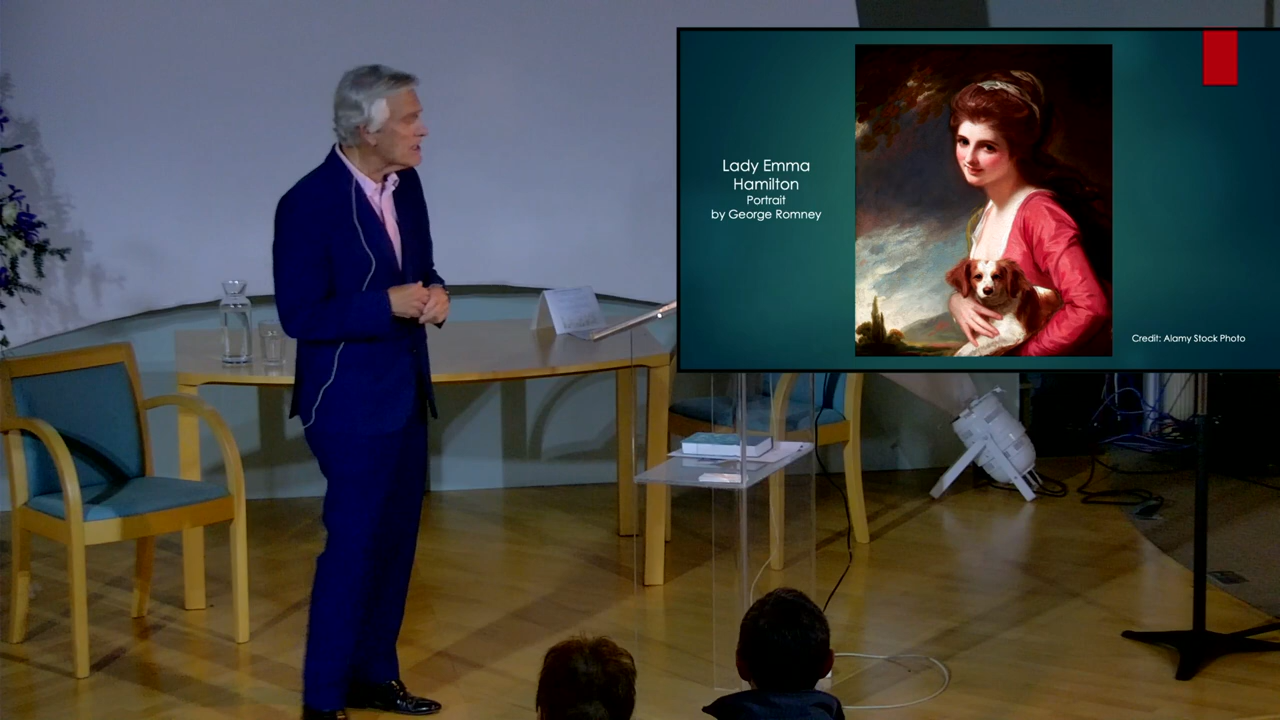 Lady Emma
Hamilton
Portrait
by George Romney
Credit: Alamy Stock Photo